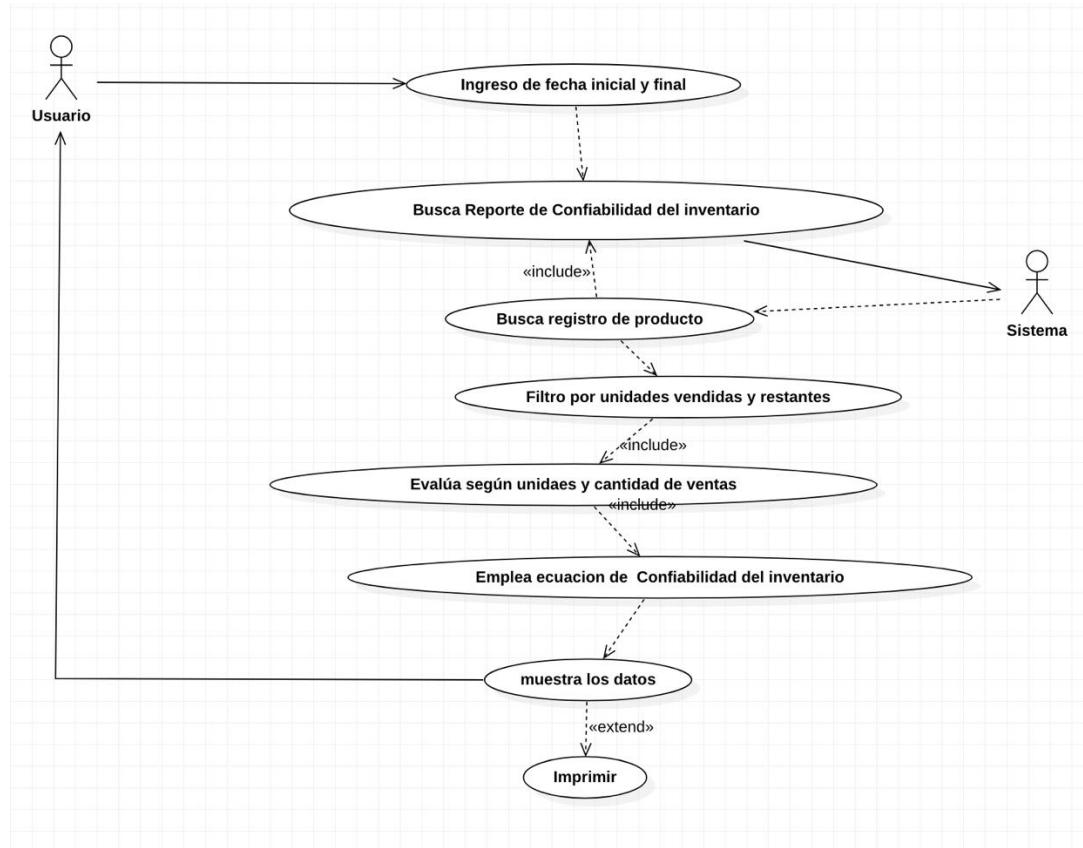 Usuario
Ingreso de fecha inicial y final
Busca Reporte de Confiabilidad del inventario
«include»
Busca registro de producto
Sistema
Filtro por unidades vendidas y restantes
«include»
Evalúa según unidaes y cantidad de ventas
«include»
Emplea ecuacion de Confiabilidad del inventario
muestra los datos
«extend»
Imprimir